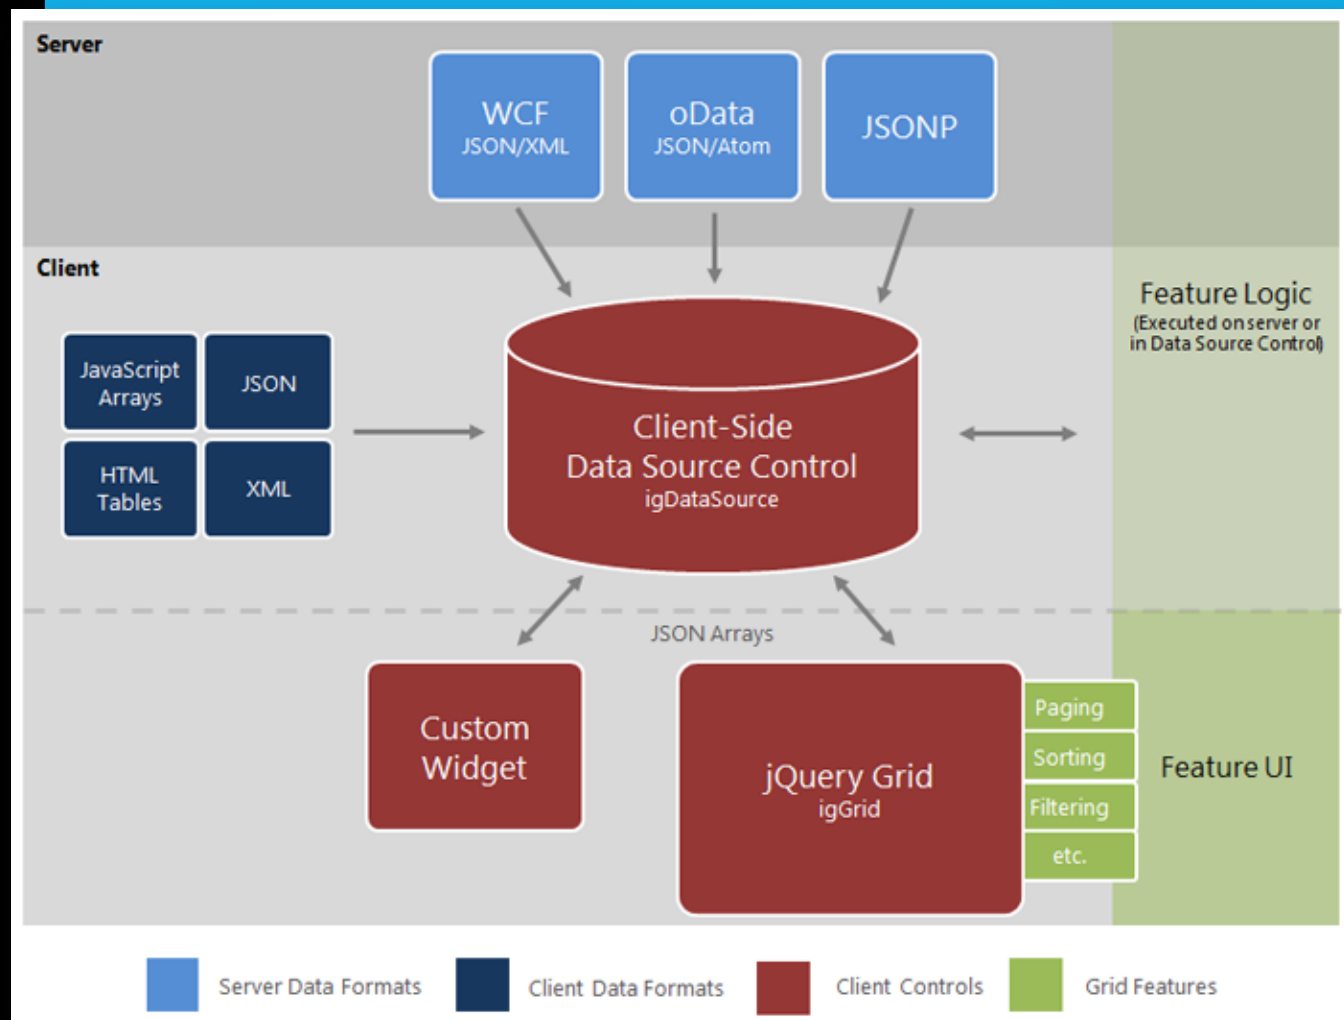 Server
WCF
JSON/XML
oData
JSON/Atom
JSONP
Client
Feature Logic
(Executed on server or
in Data Source Control)
JavaScript
Arrays
JSON
HTML
Tables
XML
Client-Side
Data Source Control
igDataSource
JSON Arrays
Custom
Widget
jQuery Grid
igGrid
Paging
Sorting
Filtering
etc.
Feature UI
Server Data Formats
Client Data Formats
Client Controls
Grid Features